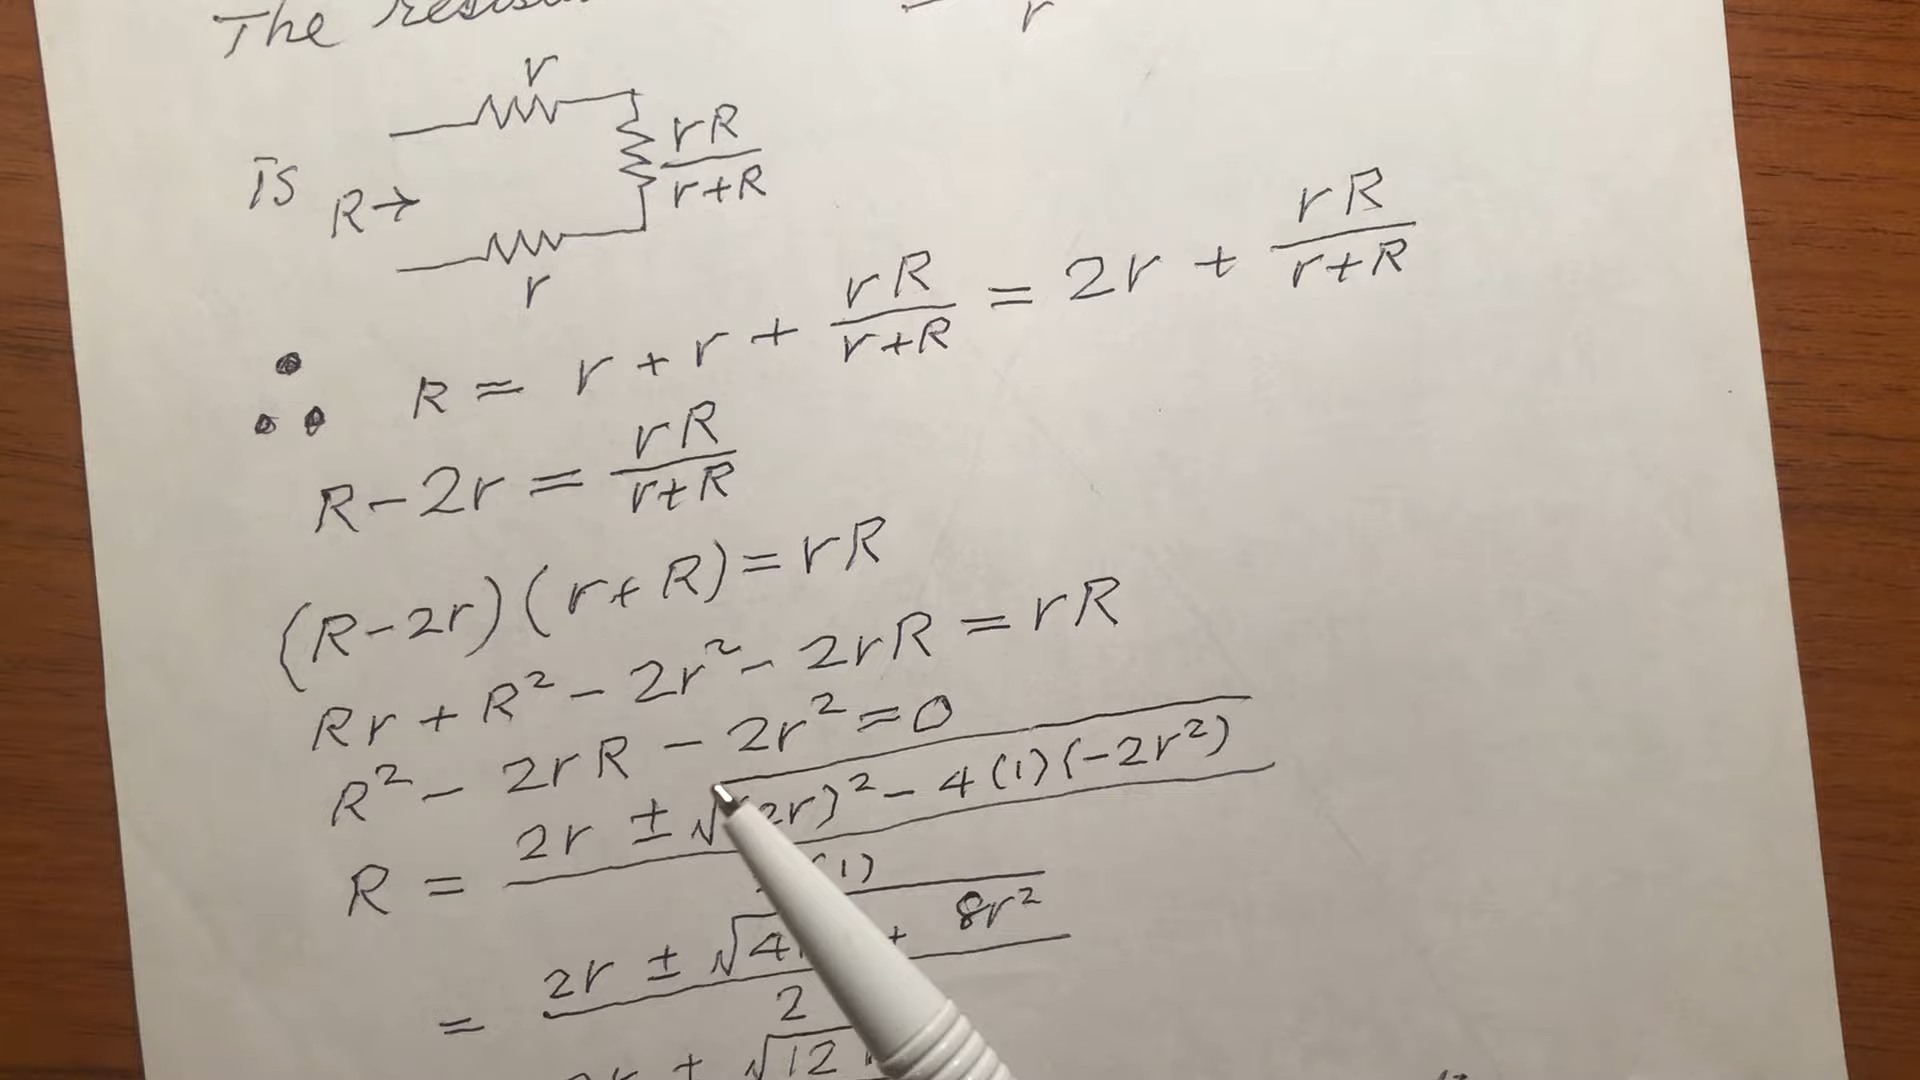 The
r
r
rR/(r+R)
is R→
r
∴ R = r + r + rR/(r+R) = 2r + rR/(r+R)
R-2r = rR/(r+R)
(R-2r)(r+R) = rR
Rr + R² - 2r² - 2rR = rR
R² - 2rR - 2r² = 0
R = 2r ± √(2r)² - 4(1)(-2r²)
(1)
= 2r ± √4 + 8r²
2
+ √12